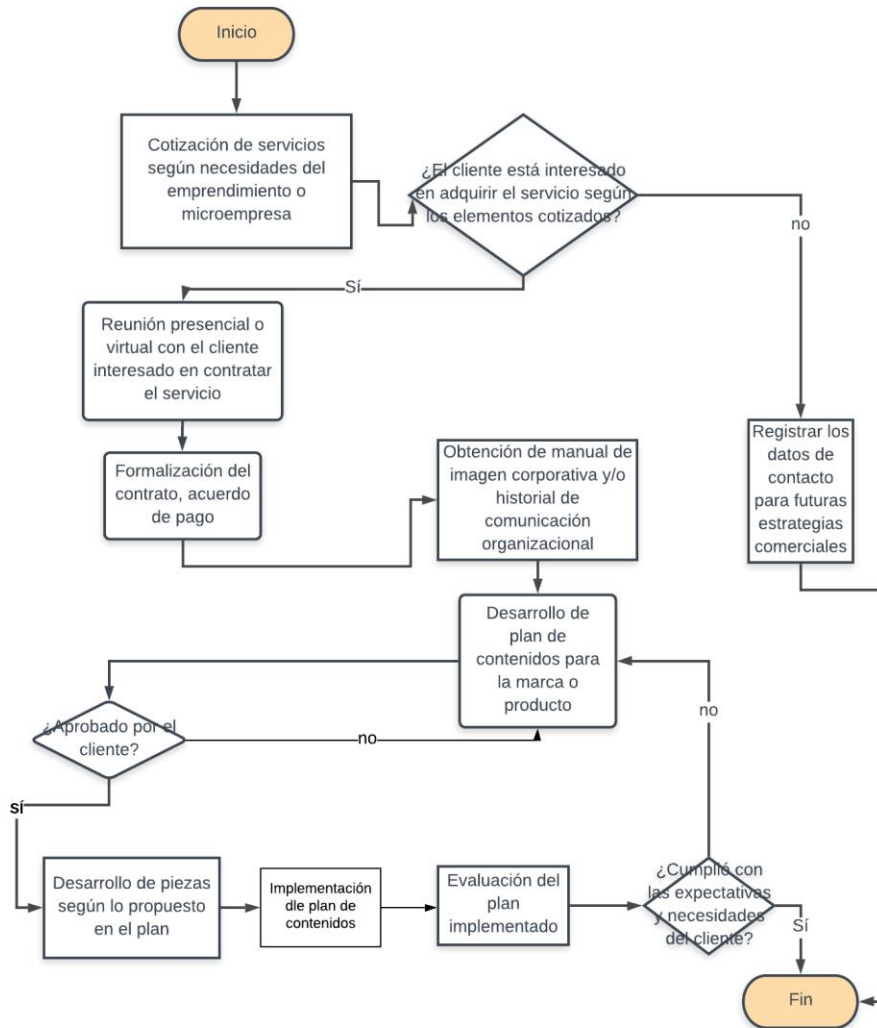 Inicio
Cotización de servicios
según necesidades del
emprendimiento o
microempresa
¿El cliente está interesado
en adquirir el servicio según
los elementos cotizados?
no
Sí
Reunión presencial o
virtual con el cliente
interesado en contratar
el servicio
Formalización del
contrato, acuerdo
de pago
Obtención de manual de
imagen corporativa y/o
historial de
comunicación
organizacional
Registrar los
datos de
contacto
para futuras
estrategias
comerciales
Desarrollo de
plan de
contenidos para
la marca o
producto
¿Aprobado por el
cliente?
no
no
sí
Desarrollo de piezas
según lo propuesto
en el plan
Implementación
dle plan de
contenidos
Evaluación del
plan
implementado
¿Cumplió con
las expectativas
y necesidades
del cliente?
Sí
Fin